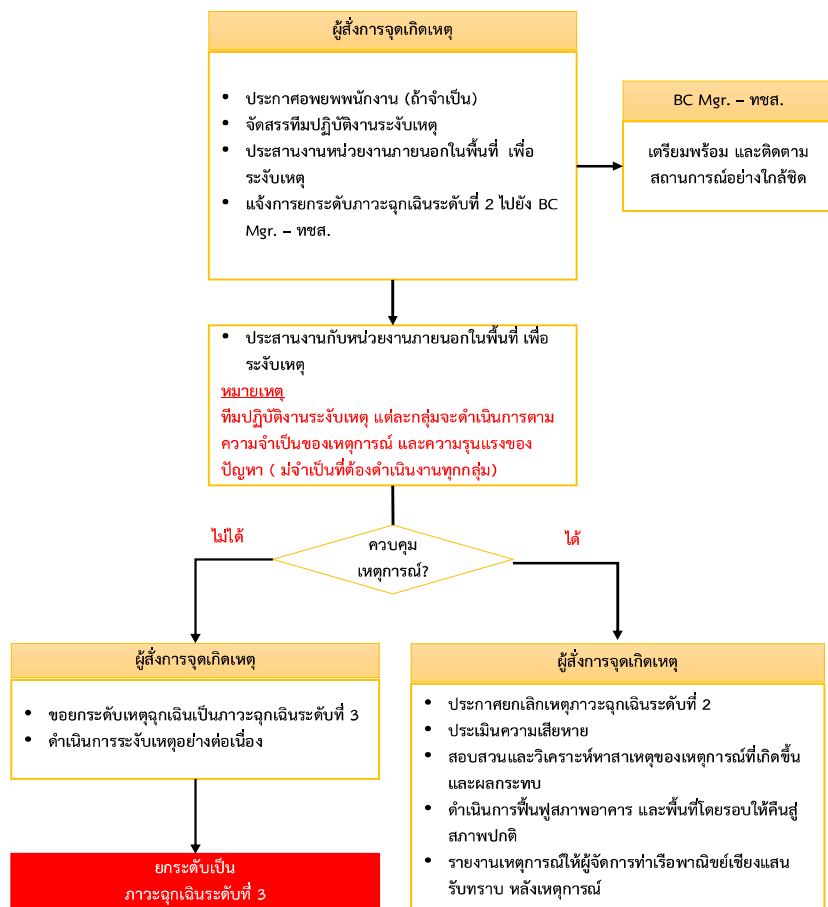 ผู้สั่งการจุดเกิดเหตุ
• ประกาศอพยพพนักงาน (ถ้าจำเป็น)
• จัดสรรทีมปฏิบัติงานระงับเหตุ
• ประสานงานหน่วยงานภายนอกในพื้นที่ เพื่อ
ระงับเหตุ
• แจ้งการยกระดับภาวะฉุกเฉินระดับที่ 2 ไปยัง BC
Mgr. – ทชส.
BC Mgr. – ทชส.
เตรียมพร้อม และติดตาม
สถานการณ์อย่างใกล้ชิด
• ประสานงานกับหน่วยงานภายนอกในพื้นที่ เพื่อ
ระงับเหตุ
หมายเหตุ
ทีมปฏิบัติงานระงับเหตุ แต่ละกลุ่มจะดำเนินการตาม
ความจำเป็นของเหตุการณ์ และความรุนแรงของ
ปัญหา ( ม่จำเป็นที่ต้องดำเนินงานทุกกลุ่ม)
ควบคุม
เหตุการณ์?
ไม่ได้
ได้
ผู้สั่งการจุดเกิดเหตุ
• ขอยกระดับเหตุฉุกเฉินเป็นภาวะฉุกเฉินระดับที่ 3
• ดำเนินการระงับเหตุอย่างต่อเนื่อง
ยกระดับเป็น
ภาวะฉุกเฉินระดับที่ 3
ผู้สั่งการจุดเกิดเหตุ
• ประกาศยกเลิกเหตุภาวะฉุกเฉินระดับที่ 2
• ประเมินความเสียหาย
• สอบสวนและวิเคราะห์หาสาเหตุของเหตุการณ์ที่เกิดขึ้น
และผลกระทบ
• ดำเนินการฟื้นฟูสภาพอาคาร และพื้นที่โดยรอบให้คืนสู่
สภาพปกติ
• รายงานเหตุการณ์ให้ผู้จัดการท่าเรือพาณิชย์เชียงแสน
รับทราบ หลังเหตุการณ์